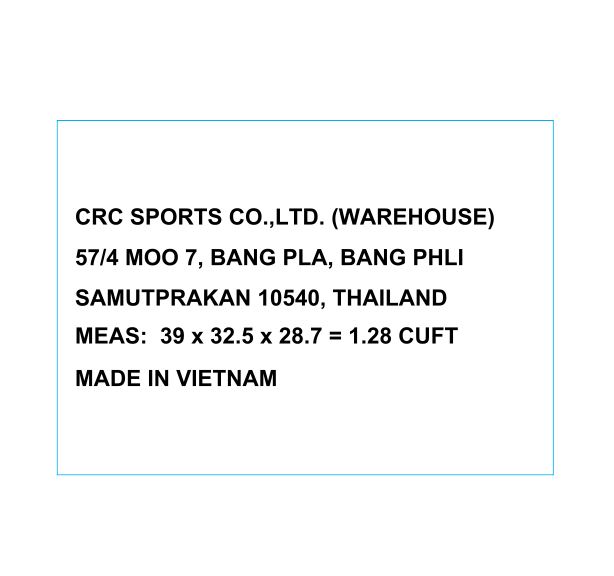 CRC SPORTS CO.,LTD. (WAREHOUSE)
57/4 MOO 7, BANG PLA, BANG PHLI
SAMUTPRAKAN 10540, THAILAND
MEAS:  39 x 32.5 x 28.7 = 1.28 CUFT
MADE IN VIETNAM